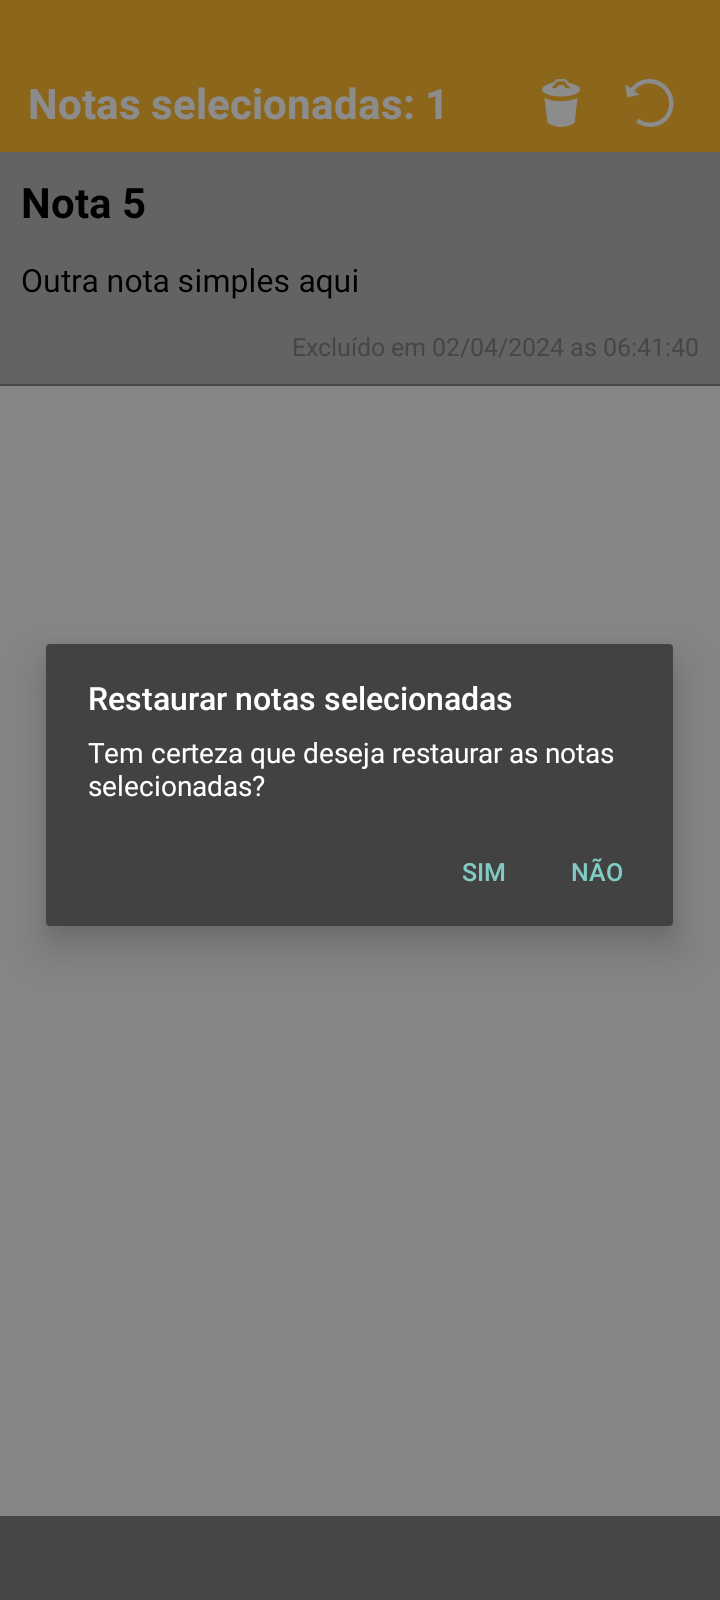 Notas selecionadas: 1
Nota 5
Outra nota simples aqui
Excluído em 02/04/2024 as 06:41:40
Restaurar notas selecionadas
Tem certeza que deseja restaurar as notas
selecionadas?
SIM NÃO